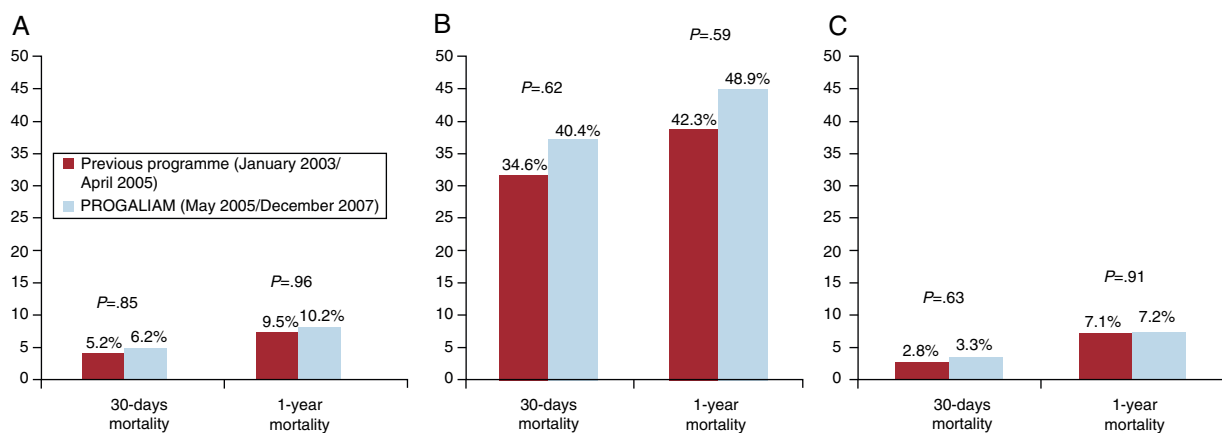 A
50
45
40
35
30
25
20
15
10
5
0
Previous programme (January 2003/
April 2005)
PROGALIAM (May 2005/December 2007)
P=.85
5.2%
6.2%
P=.96
9.5%
10.2%
30-days
mortality
1-year
mortality
B
50
45
40
35
30
25
20
15
10
5
0
P=.62
34.6%
40.4%
P=.59
42.3%
48.9%
30-days
mortality
1-year
mortality
C
50
45
40
35
30
25
20
15
10
5
0
P=.63
2.8%
3.3%
P=.91
7.1%
7.2%
30-days
mortality
1-year
mortality